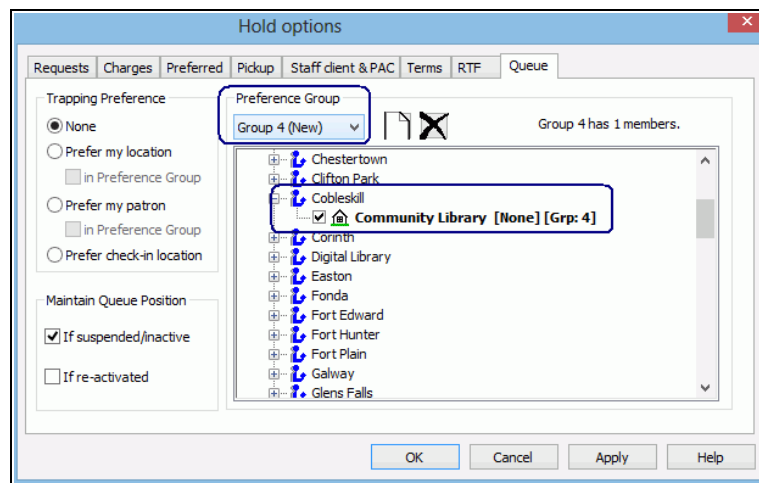 Hold options
Requests Charges Preferred Pickup Staff client & PAC Terms RTF Queue
Trapping Preference
None
Prefer my location
in Preference Group
Prefer my patron
in Preference Group
Prefer check-in location
Maintain Queue Position
If suspended/inactive
If re-activated
Preference Group
Group 4 (New)
Group 4 has 1 members.
Chestertown
Clifton Park
Cobleskill
Community Library [None] [Grp: 4]
Corinth
Digital Library
Easton
Fonda
Fort Edward
Fort Hunter
Fort Plain
Galway
Glens Falls
OK Cancel Apply Help